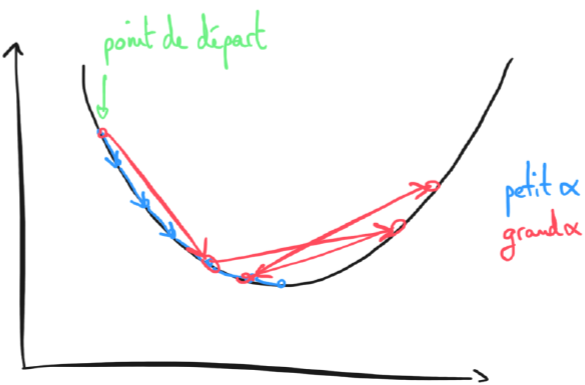 point de départ
petit α
grand α